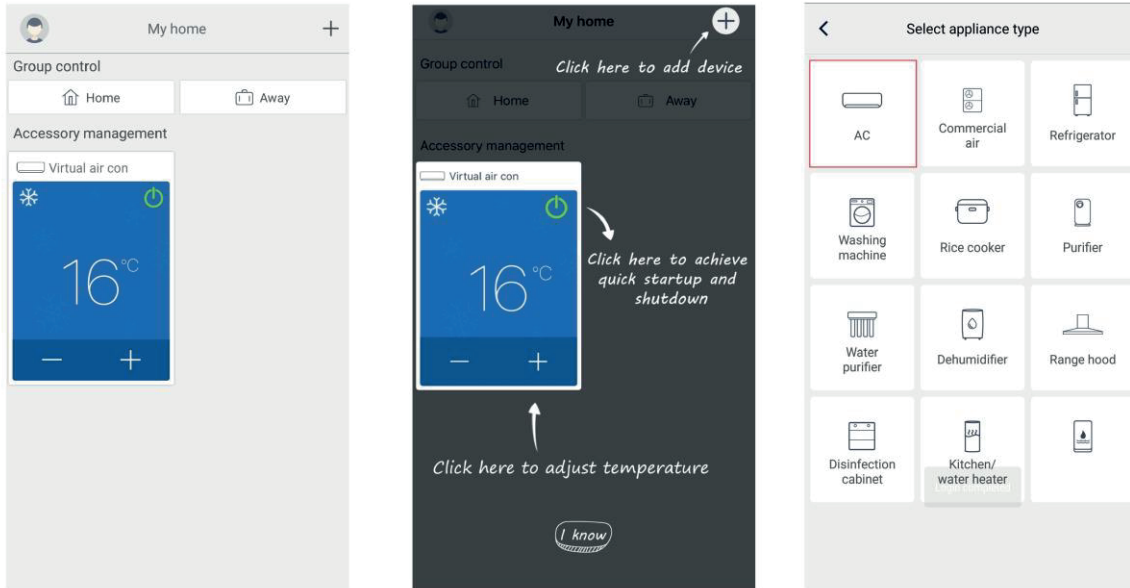 My home
Group control
Home
Away
Accessory management
Virtual air con
16°C
My home
Click here to add device
Group control
Home
Away
Accessory management
Virtual air con
16°C
Click here to achieve
quick startup and
shutdown
Click here to adjust temperature
I know
Select appliance type
AC
Commercial
air
Refrigerator
Washing
machine
Rice cooker
Purifier
Water
purifier
Dehumidifier
Range hood
Disinfection
cabinet
Kitchen/
water heater